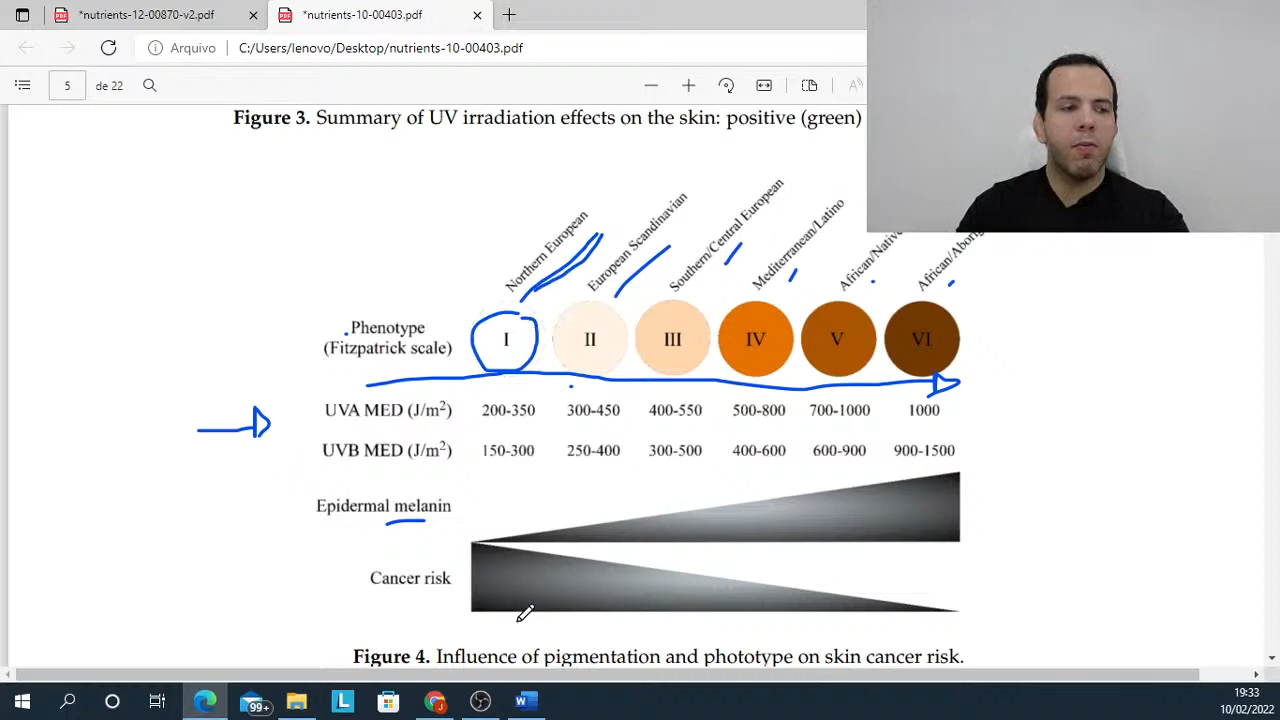 *nutrients-12-00870-v2.pdf
*nutrients-10-00403.pdf
Arquivo
C:/Users/lenovo/Desktop/nutrients-10-00403.pdf
5
de 22
Figure 3. Summary of UV irradiation effects on the skin: positive (green)
Northern European
European Scandinavian
Southern/Central European
Mediterranean/Latino
African/Native
African/Aborig
Phenotype
(Fitzpatrick scale)
I
II
III
IV
V
VI
UVA MED (J/m²) 200-350 300-450 400-550 500-800 700-1000 1000
UVB MED (J/m²) 150-300 250-400 300-500 400-600 600-900 900-1500
Epidermal melanin
Cancer risk
Figure 4. Influence of pigmentation and phototype on skin cancer risk.
99+
L
W
19:33
10/02/2022